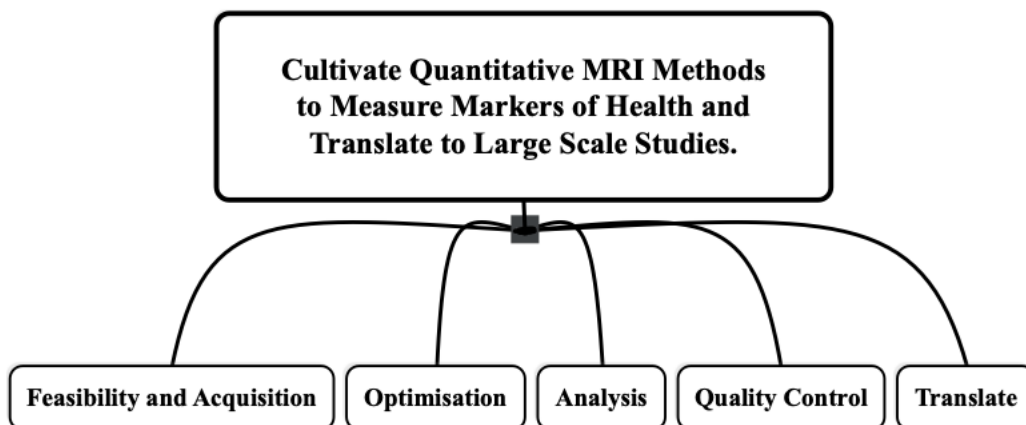 Cultivate Quantitative MRI Methods
to Measure Markers of Health and
Translate to Large Scale Studies.
Feasibility and Acquisition
Optimisation
Analysis
Quality Control
Translate